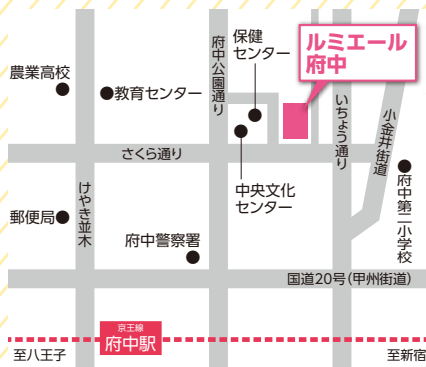 農業高校
教育センター
府中公園通り
保健
センター
ルミエール
府中
いちょう通り
小金井街道
さくら通り
けやき並木
中央文化
センター
府中第二小学校
郵便局
府中警察署
国道20号(甲州街道)
京王線
府中駅
至八王子
至新宿